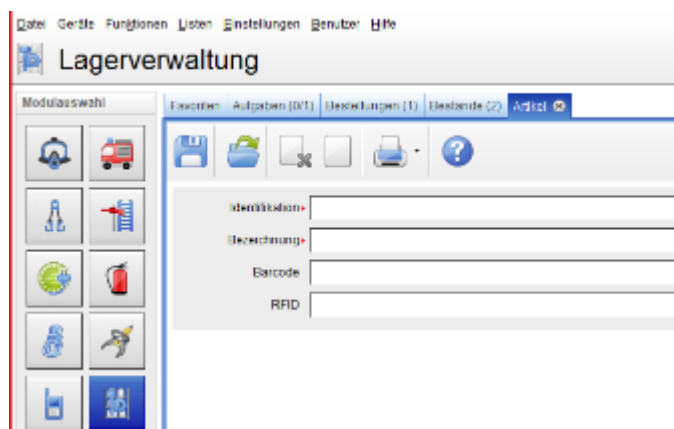 Datei Geräte Funktionen Listen Einstellungen Benutzer Hilfe
Lagerverwaltung
Modulauswahl
Favoriten Aufgaben (0/1) Bestellungen (1) Bestände (2) Artikel
Identifikation*
Bezeichnung*
Barcode
RFID